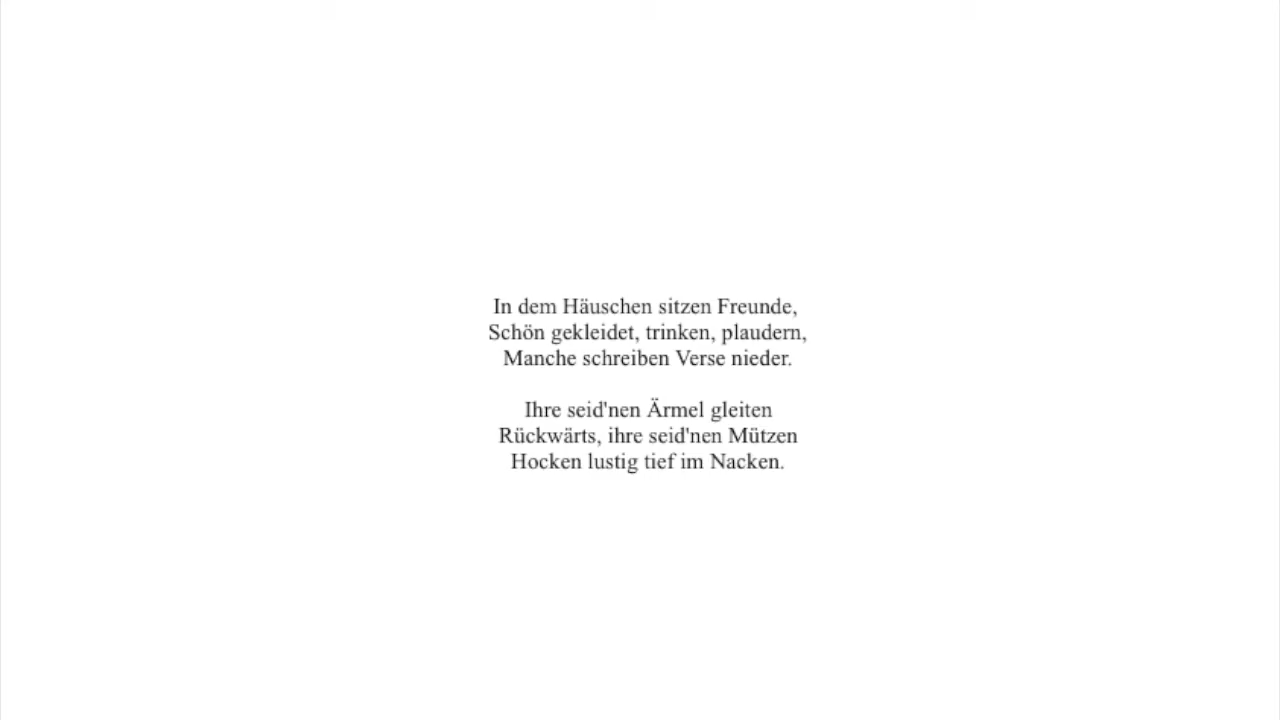 In dem Häuschen sitzen Freunde,
Schön gekleidet, trinken, plaudern,
Manche schreiben Verse nieder.
Ihre seid'nen Ärmel gleiten
Rückwärts, ihre seid'nen Mützen
Hocken lustig tief im Nacken.